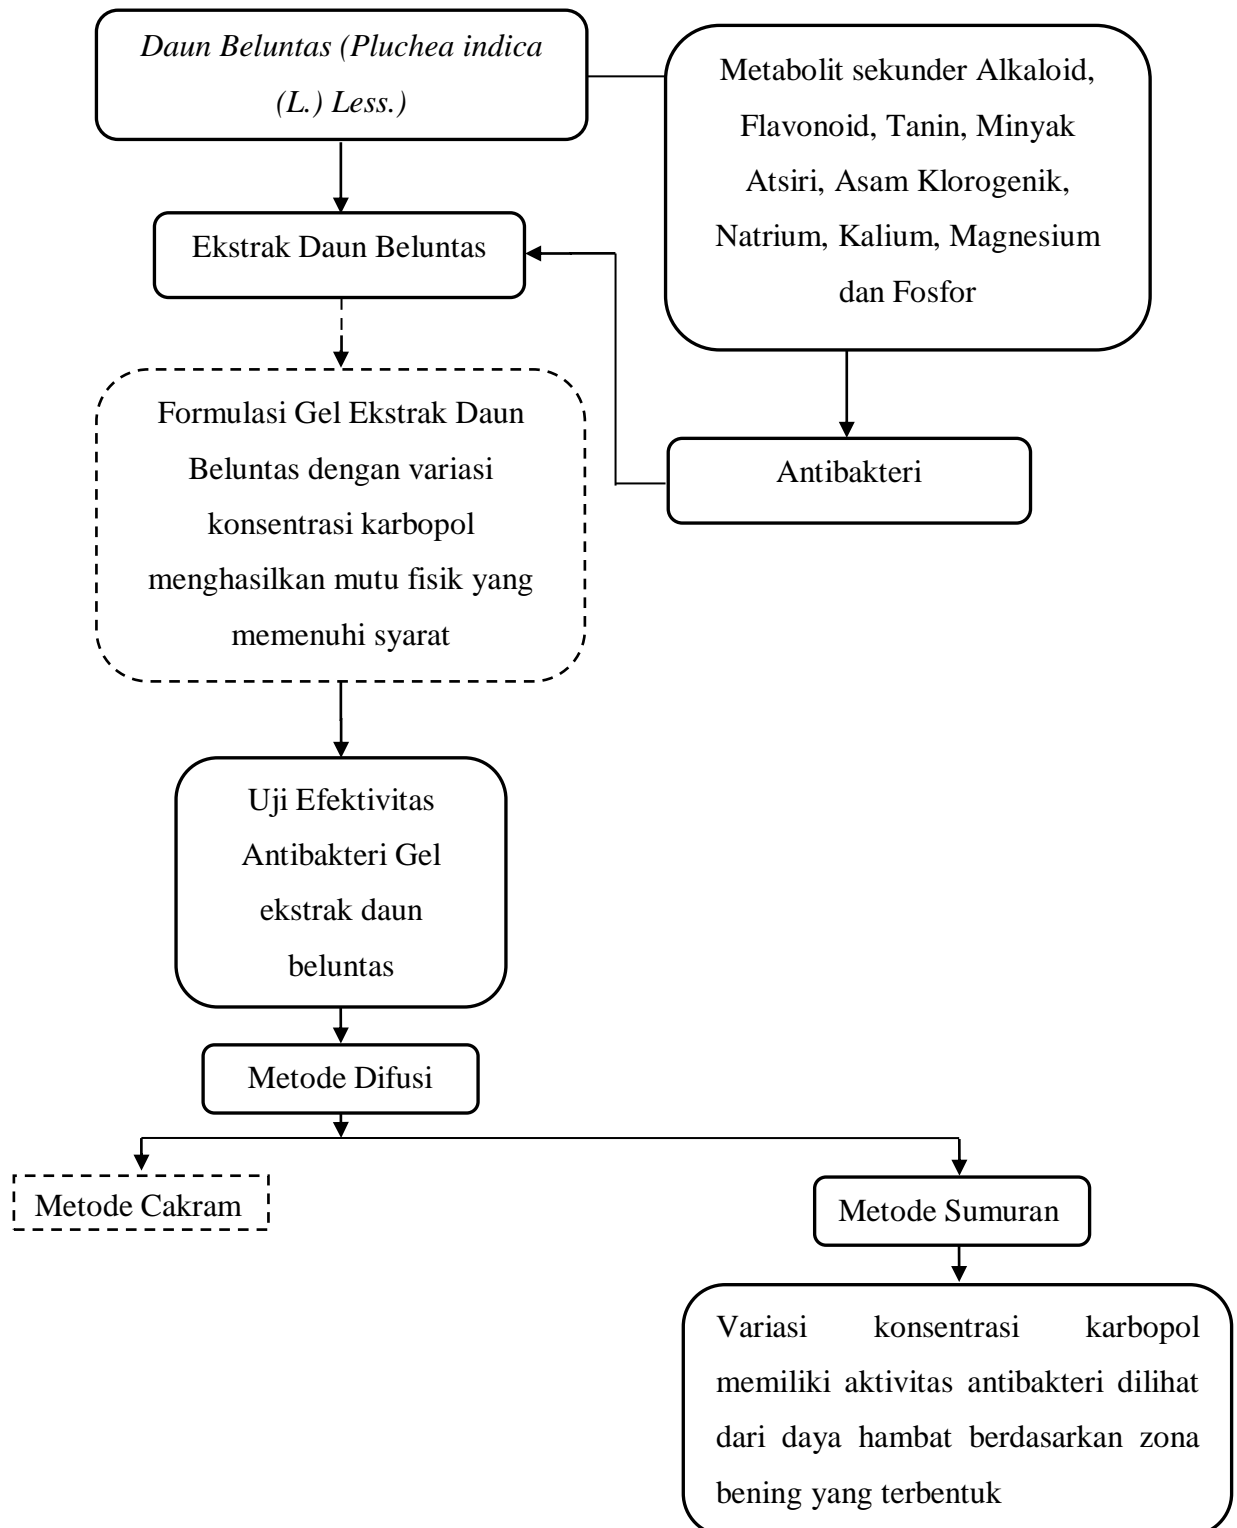 Daun Beluntas (Pluchea indica
(L.) Less.)
Metabolit sekunder Alkaloid,
Flavonoid, Tanin, Minyak
Atsiri, Asam Klorogenik,
Natrium, Kalium, Magnesium
dan Fosfor
Ekstrak Daun Beluntas
Formulasi Gel Ekstrak Daun
Beluntas dengan variasi
konsentrasi karbopol
menghasilkan mutu fisik yang
memenuhi syarat
Antibakteri
Uji Efektivitas
Antibakteri Gel
ekstrak daun
beluntas
Metode Difusi
Metode Cakram
Metode Sumuran
Variasi konsentrasi karbopol
memiliki aktivitas antibakteri dilihat
dari daya hambat berdasarkan zona
bening yang terbentuk